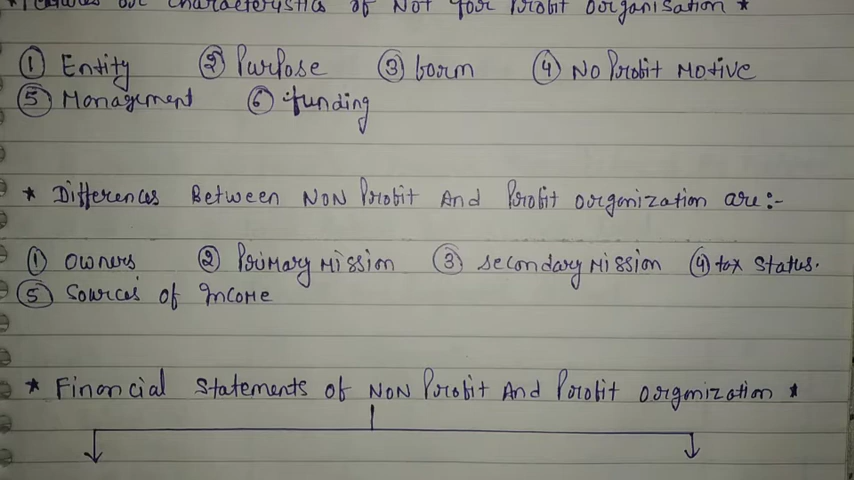 Features or Characteristics of Not for Profit Organisation *
① Entity ② Purpose ③ form ④ No Profit Motive
⑤ Management ⑥ funding
* Differences Between NON Profit And Profit organization are:-
① owners ② Primary Mission ③ secondary Mission ④ tax status.
⑤ Sources of Income
* Financial Statements of NON Profit And Profit organization *